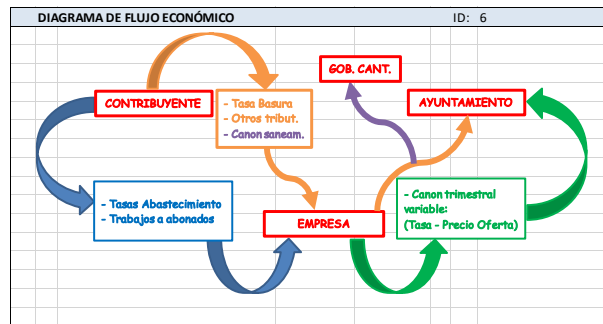 DIAGRAMA DE FLUJO ECONÓMICO ID: 6
GOB. CANT.
CONTRIBUYENTE
- Tasa Basura
- Otros tribut.
- Canon saneam.
AYUNTAMIENTO
- Tasas Abastecimiento
- Trabajos a abonados
EMPRESA
- Canon trimestral
variable:
(Tasa - Precio Oferta)